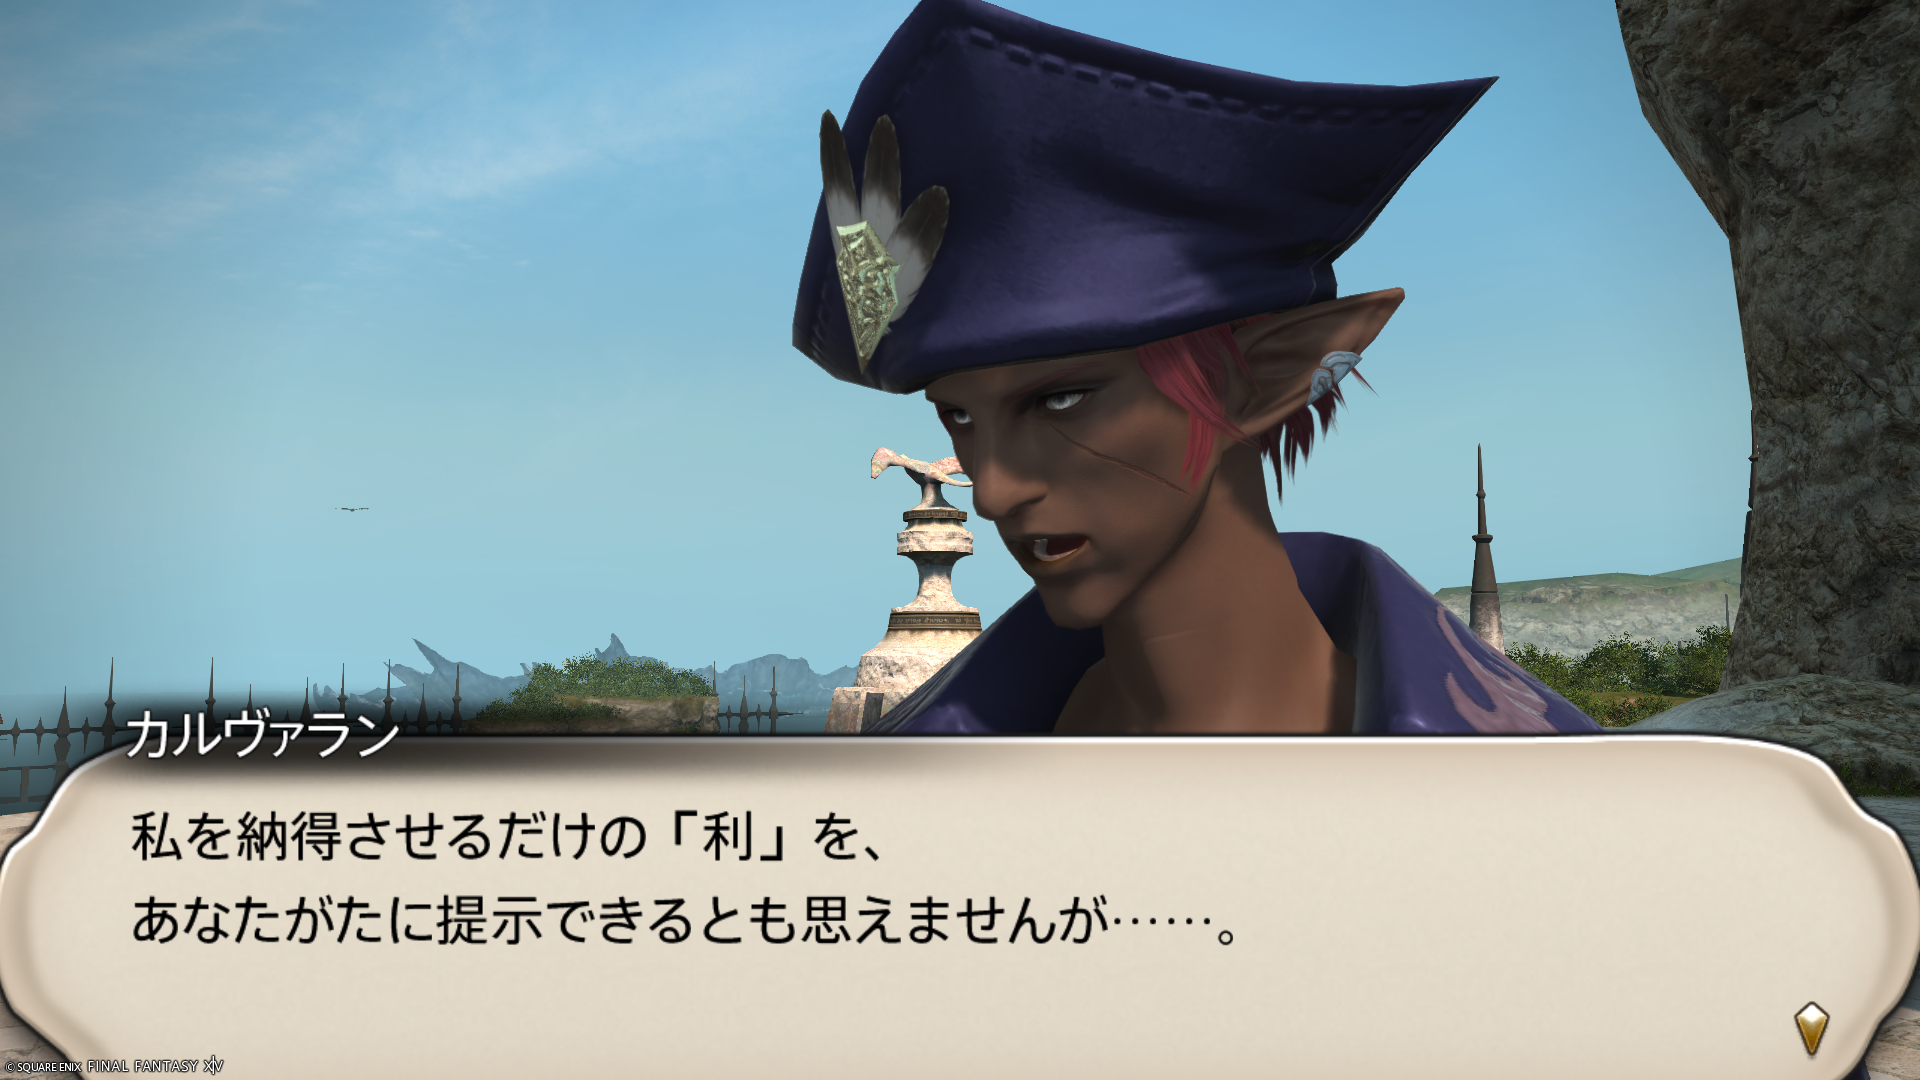 カルヴァラン
私を納得させるだけの「利」を、
あなたがたに提示できるとも思えませんが……。
© SQUARE ENIX FINAL FANTASY XIV